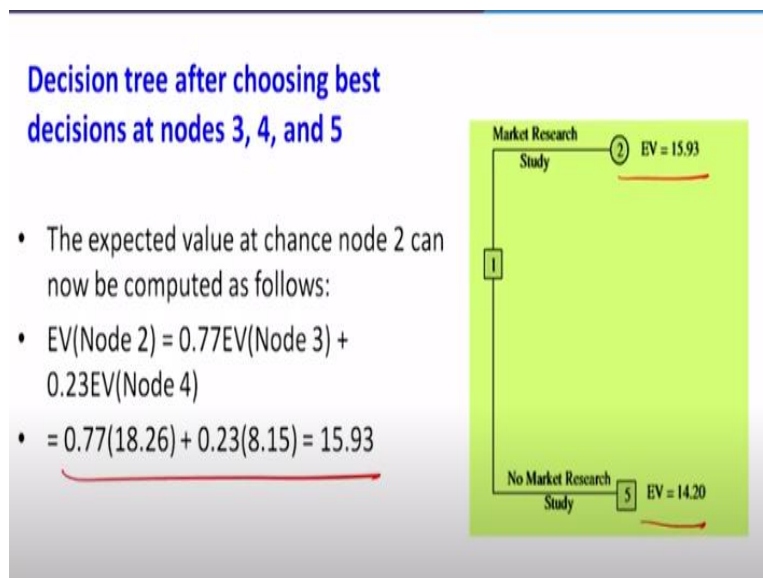 Decision tree after choosing best
decisions at nodes 3, 4, and 5
• The expected value at chance node 2 can
now be computed as follows:
• EV(Node 2) = 0.77EV(Node 3) +
0.23EV(Node 4)
• = 0.77(18.26) + 0.23(8.15) = 15.93
Market Research
Study
2 EV = 15.93
1
No Market Research
Study
5 EV = 14.20